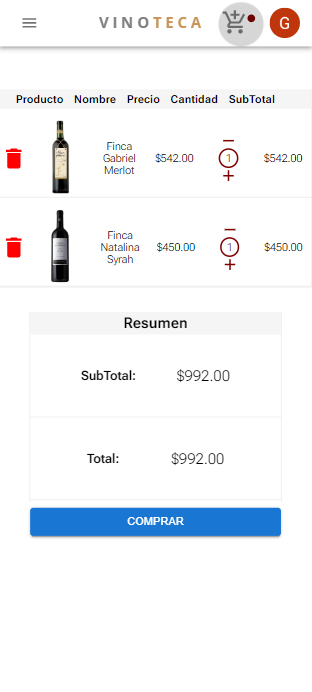 VINOTECA
G
Producto Nombre Precio Cantidad SubTotal
Finca
Gabriel
Merlot
$542.00
1
$542.00
Finca
Natalina
Syrah
$450.00
1
$450.00
Resumen
SubTotal: $992.00
Total: $992.00
COMPRAR